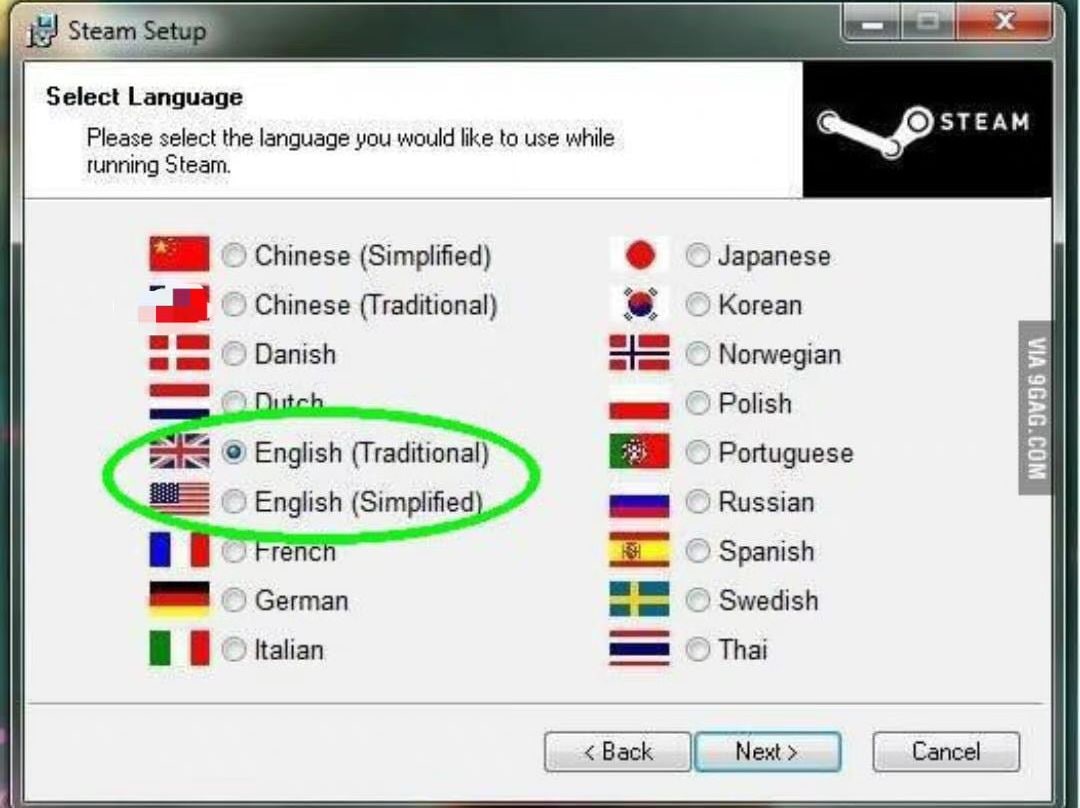 Steam Setup
Select Language
Please select the language you would like to use while
running Steam.
STEAM
Chinese (Simplified)
Chinese (Traditional)
Danish
Dutch
English (Traditional)
English (Simplified)
French
German
Italian
Japanese
Korean
Norwegian
Polish
Portuguese
Russian
Spanish
Swedish
Thai
< Back
Next >
Cancel
VIA 9GAG.COM